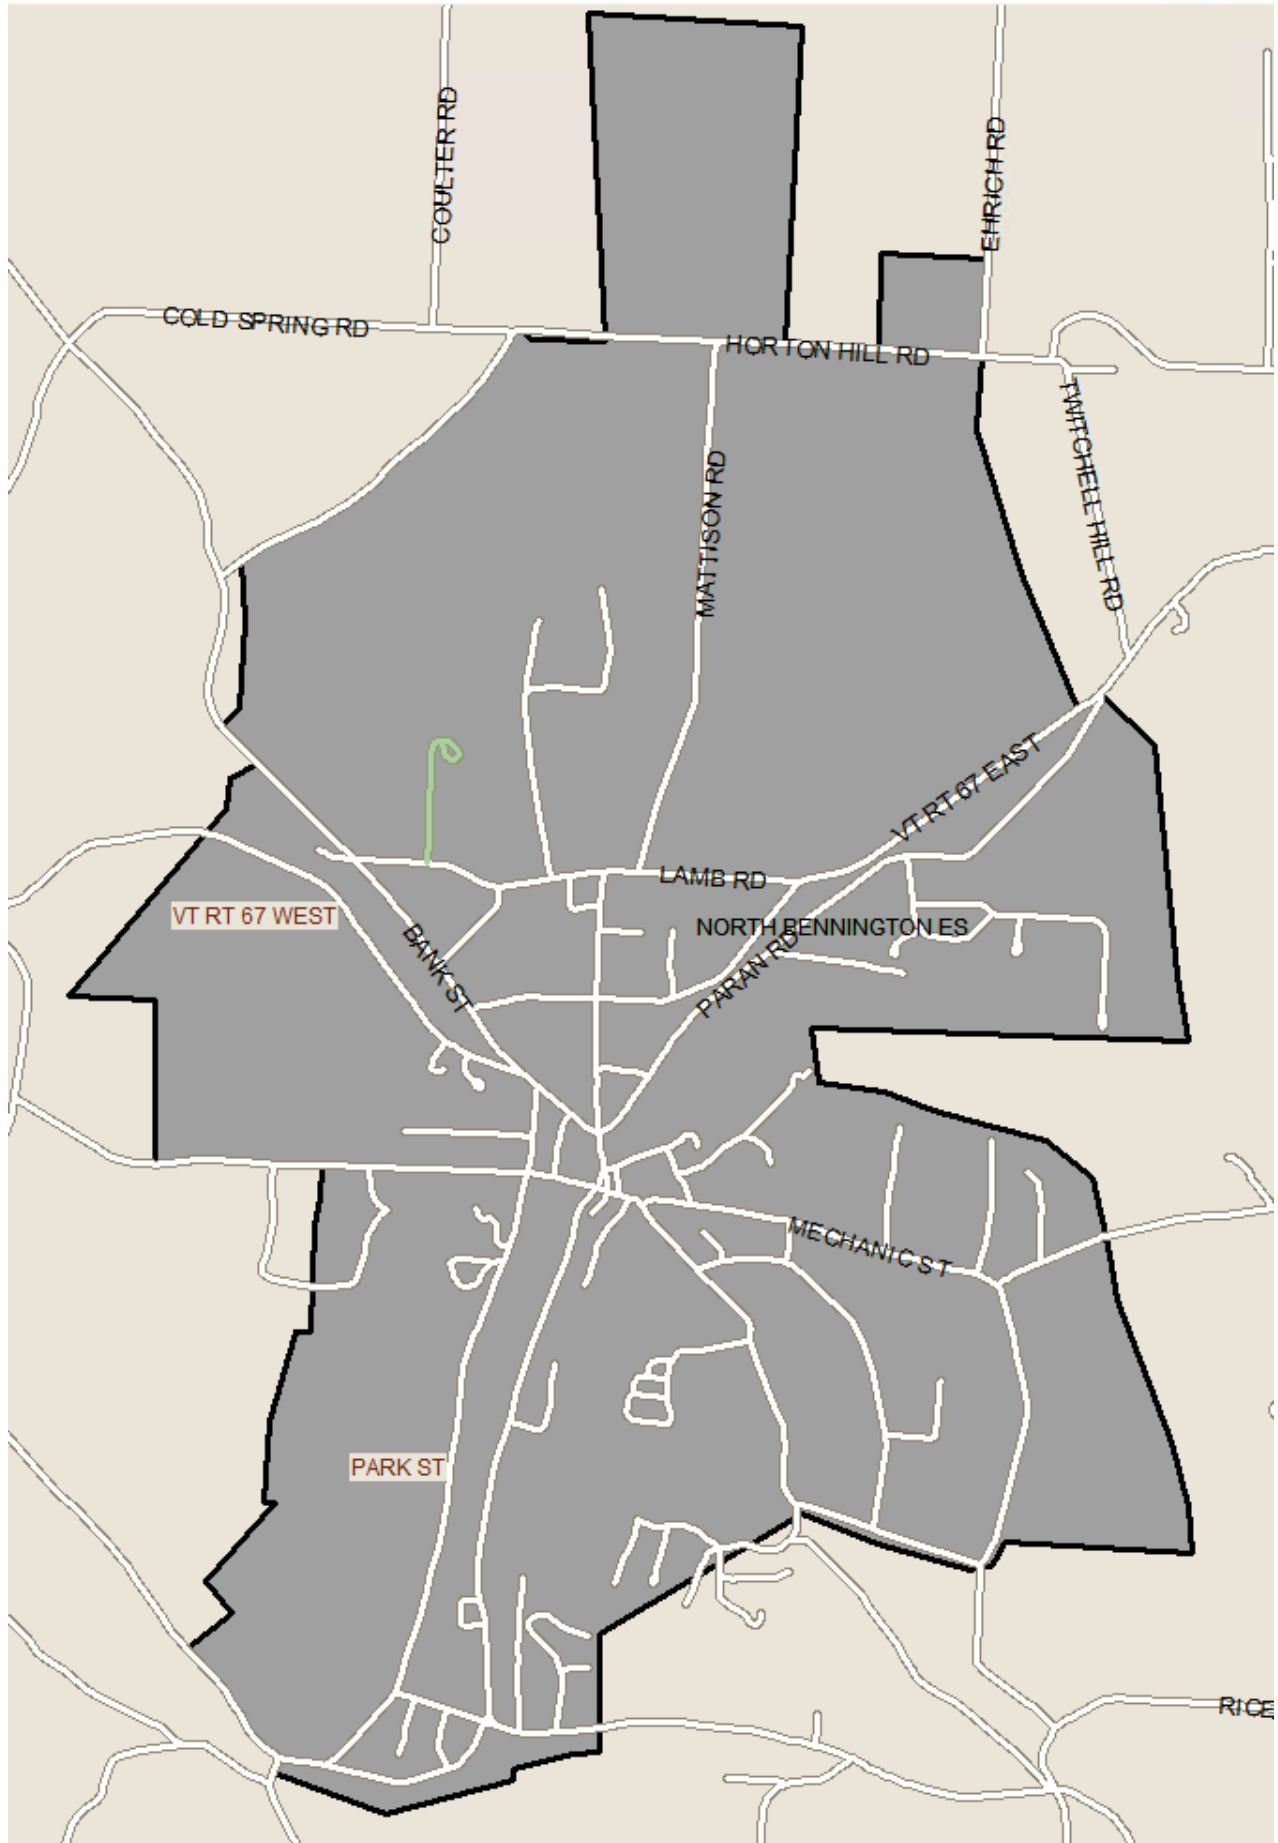 COULTER RD
EHRICH RD
COLD SPRING RD
HORTON HILL RD
TWITCHELL HILL RD
MATTISON RD
VT RT 67 EAST
LAMB RD
VT RT 67 WEST
NORTH BENNINGTON ES
BANK ST
PARAN RD
MECHANIC ST
PARK ST
RICE